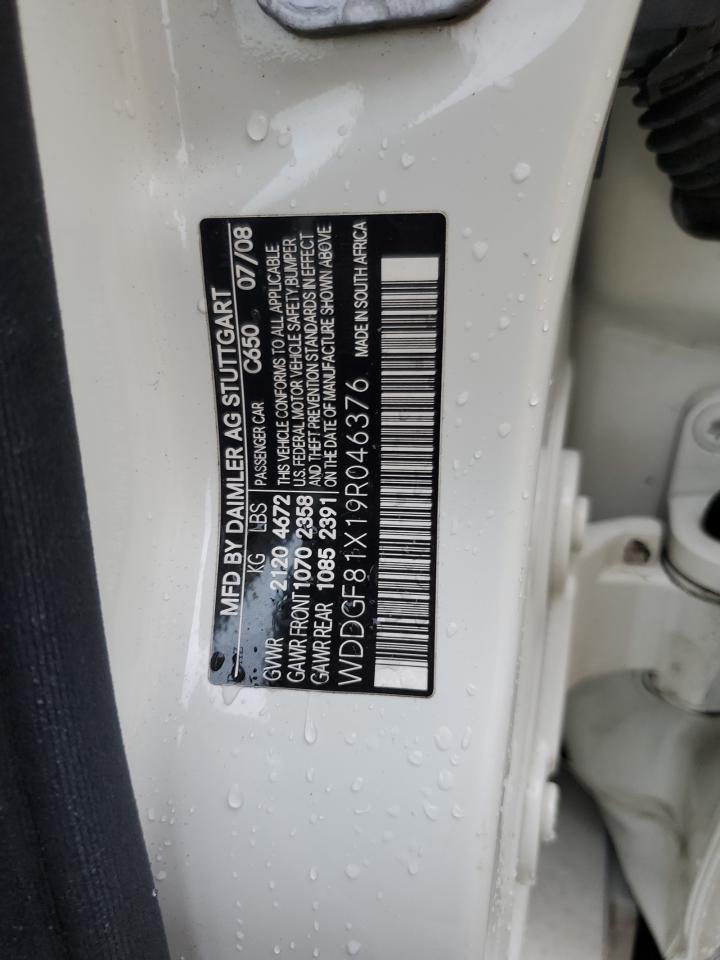 MFD BY DAIMLER AG STUTTGART
KG LBS PASSENGER CAR C650 07/08
GVWR 2120 4672 THIS VEHICLE CONFORMS TO ALL APPLICABLE
U.S. FEDERAL MOTOR VEHICLE SAFETY, BUMPER
GAWR FRONT 1070 2358 AND THEFT PREVENTION STANDARDS IN EFFECT
GAWR REAR 1085 2391 ON THE DATE OF MANUFACTURE SHOWN ABOVE
WDDGF81X19R046376 MADE IN SOUTH AFRICA